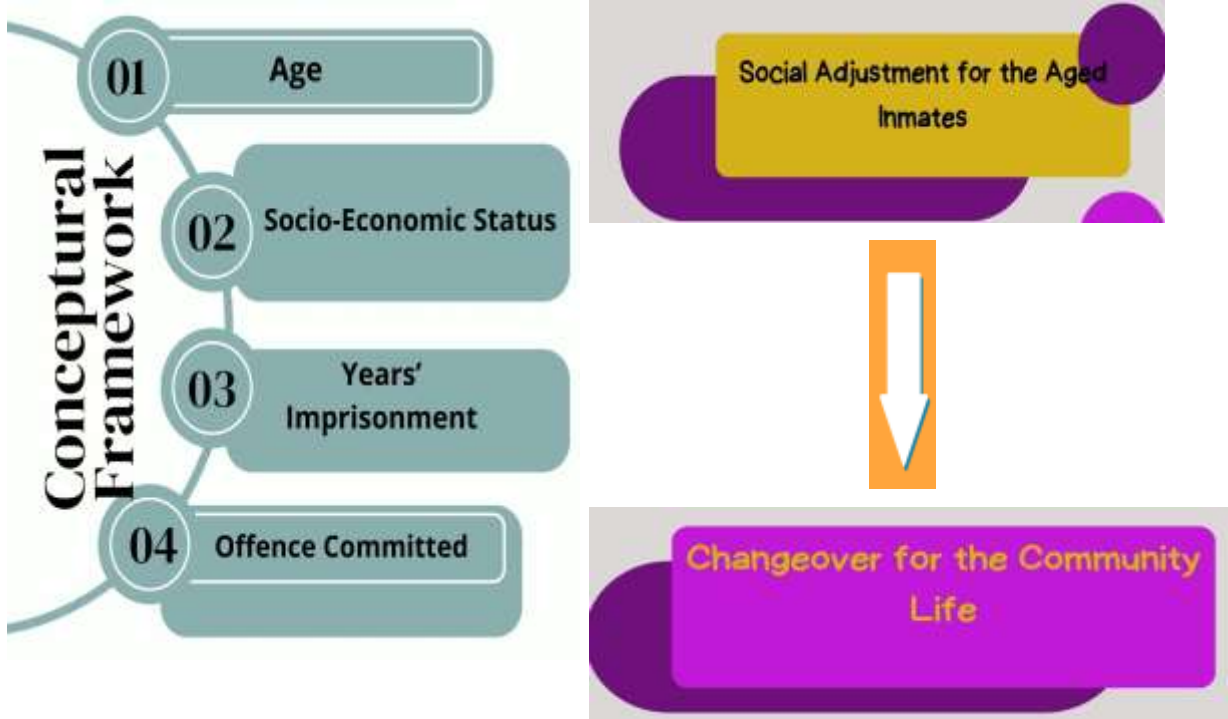 Conceptural
Framework
01
Age
02
Socio-Economic Status
03
Years’
Imprisonment
04
Offence Committed
Social Adjustment for the Aged
Inmates
Changeover for the Community
Life